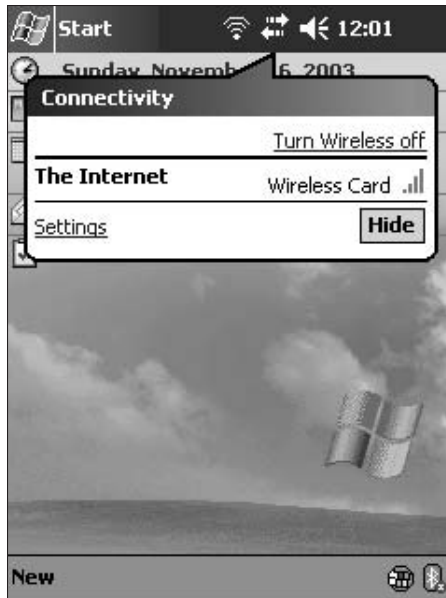 Start 12:01
Sunday, Novemb 6, 2003
Connectivity
Turn Wireless off
The Internet Wireless Card
Settings Hide
New